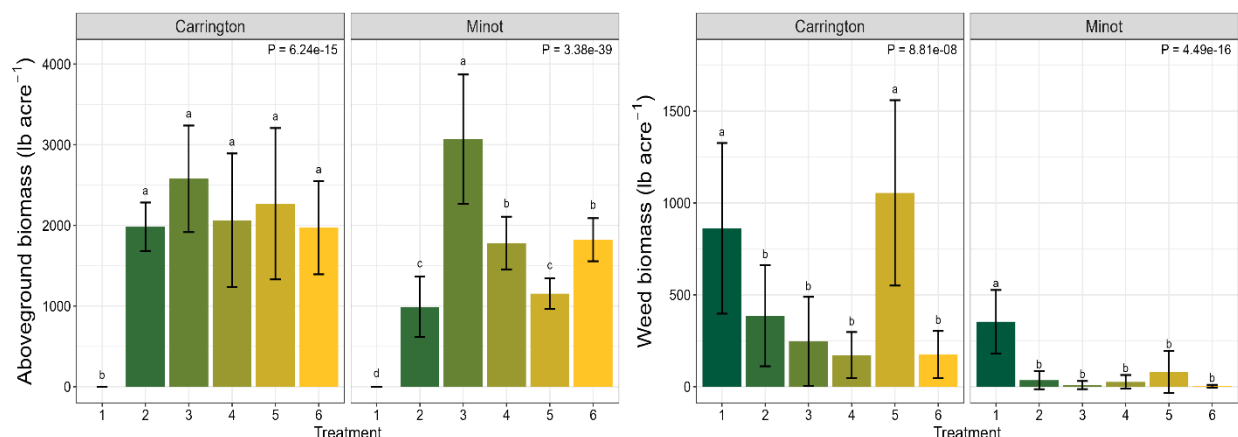 Carrington
Minot
P = 6.24e-15
P = 3.38e-39
Aboveground biomass (lb acre⁻¹)
4000
3000
2000
1000
0
b
a
a
a
a
a
d
c
a
b
c
b
1 2 3 4 5 6
1 2 3 4 5 6
Treatment
Carrington
Minot
P = 8.81e-08
P = 4.49e-16
Weed biomass (lb acre⁻¹)
1500
1000
500
0
a
b
b
b
a
b
a
b
b
b
b
b
1 2 3 4 5 6
1 2 3 4 5 6
Treatment